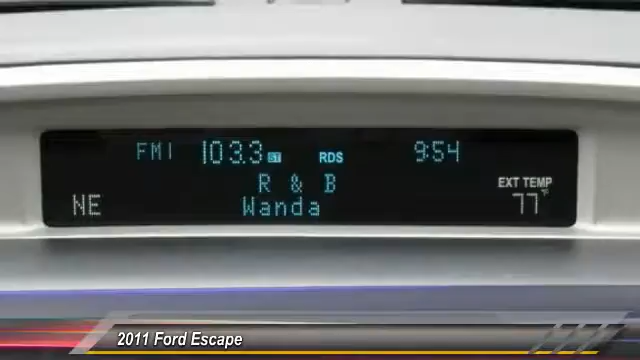 FM1 103.3 ST RDS 9:54
R & B
EXT TEMP
NE Wanda 77°F
2011 Ford Escape